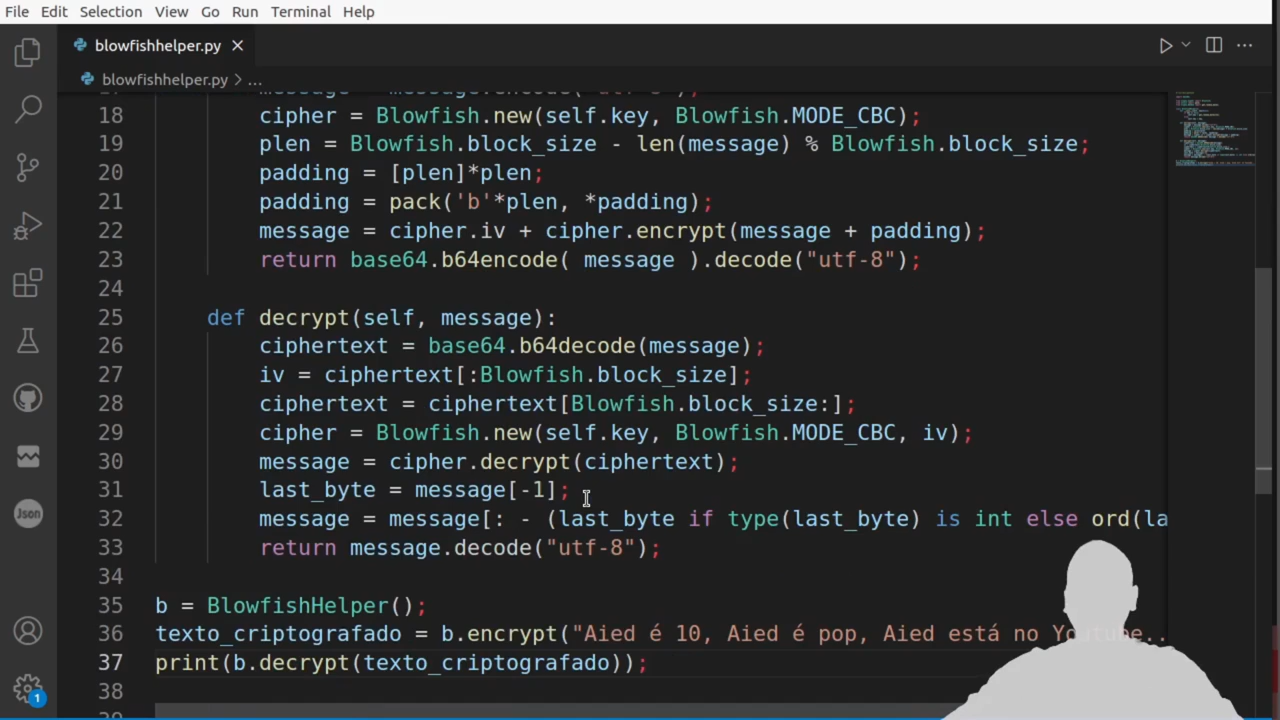 File Edit Selection View Go Run Terminal Help
blowfishhelper.py
blowfishhelper.py > ...
18 cipher = Blowfish.new(self.key, Blowfish.MODE_CBC);
19 plen = Blowfish.block_size - len(message) % Blowfish.block_size;
20 padding = [plen]*plen;
21 padding = pack('b'*plen, *padding);
22 message = cipher.iv + cipher.encrypt(message + padding);
23 return base64.b64encode( message ).decode("utf-8");
24
25 def decrypt(self, message):
26 ciphertext = base64.b64decode(message);
27 iv = ciphertext[:Blowfish.block_size];
28 ciphertext = ciphertext[Blowfish.block_size:];
29 cipher = Blowfish.new(self.key, Blowfish.MODE_CBC, iv);
30 message = cipher.decrypt(ciphertext);
31 last_byte = message[-1];
32 message = message[: - (last_byte if type(last_byte) is int else ord(la
33 return message.decode("utf-8");
34
35 b = BlowfishHelper();
36 texto_criptografado = b.encrypt("Aied é 10, Aied é pop, Aied está no Youtube..
37 print(b.decrypt(texto_criptografado));
38
Json
1